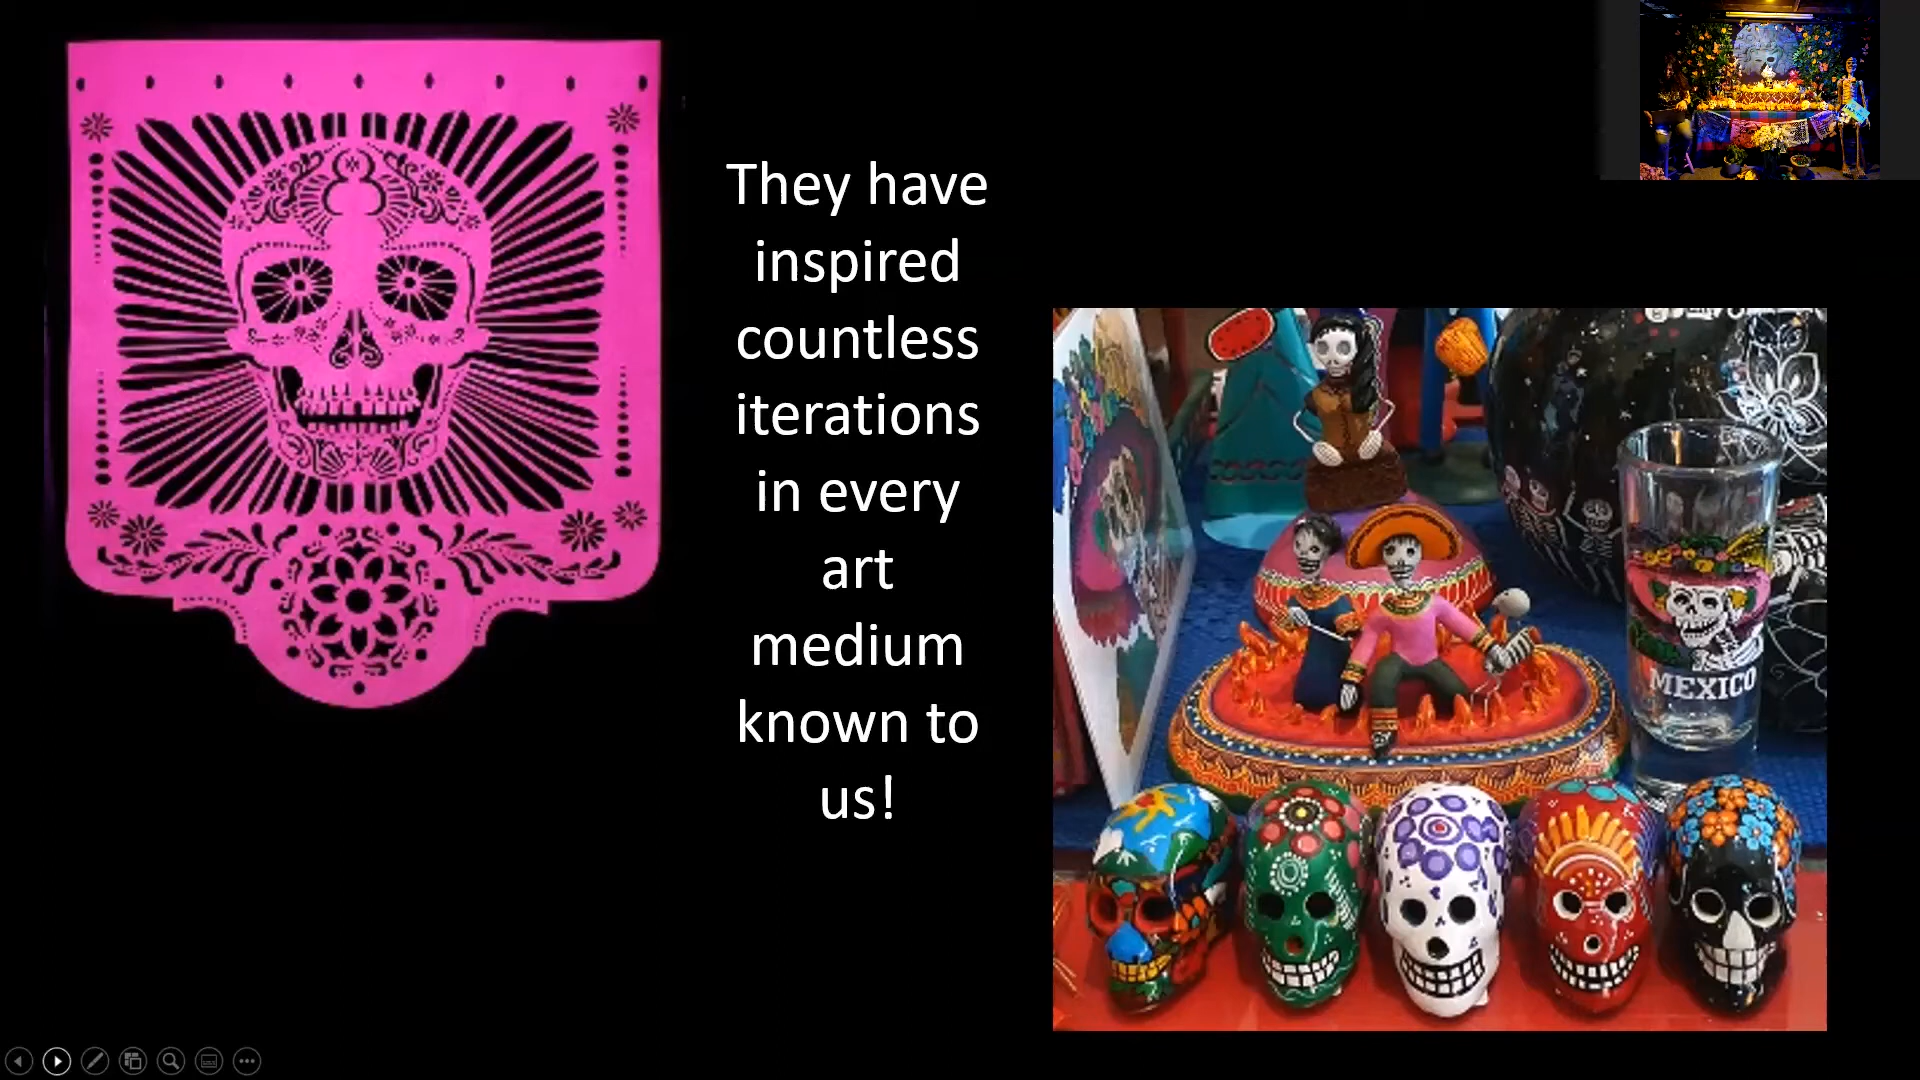 They have
inspired
countless
iterations
in every
art
medium
known to
us!
MEXICO